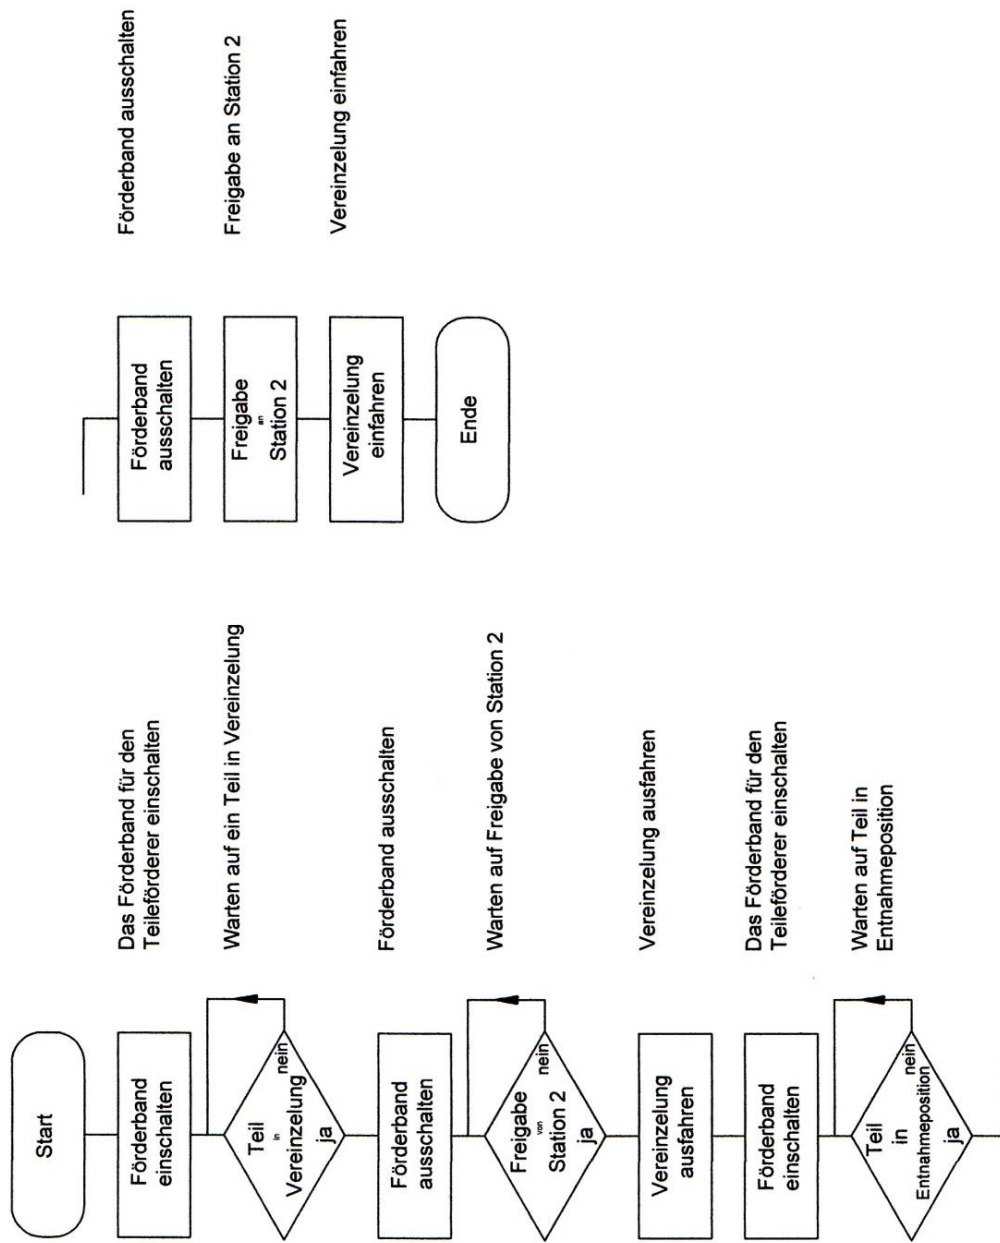 Start
Förderband
einschalten
Das Förderband für den
Teileförderer einschalten
Teil
in
Vereinzelung
nein
ja
Warten auf ein Teil in Vereinzelung
Förderband
ausschalten
Förderband ausschalten
Freigabe
von
Station 2
nein
ja
Warten auf Freigabe von Station 2
Vereinzelung
ausfahren
Vereinzelung ausfahren
Förderband
einschalten
Das Förderband für den
Teileförderer einschalten
Teil
in
Entnahmeposition
nein
ja
Warten auf Teil in
Entnahmeposition
Förderband
ausschalten
Förderband ausschalten
Freigabe
an
Station 2
Freigabe an Station 2
Vereinzelung
einfahren
Vereinzelung einfahren
Ende